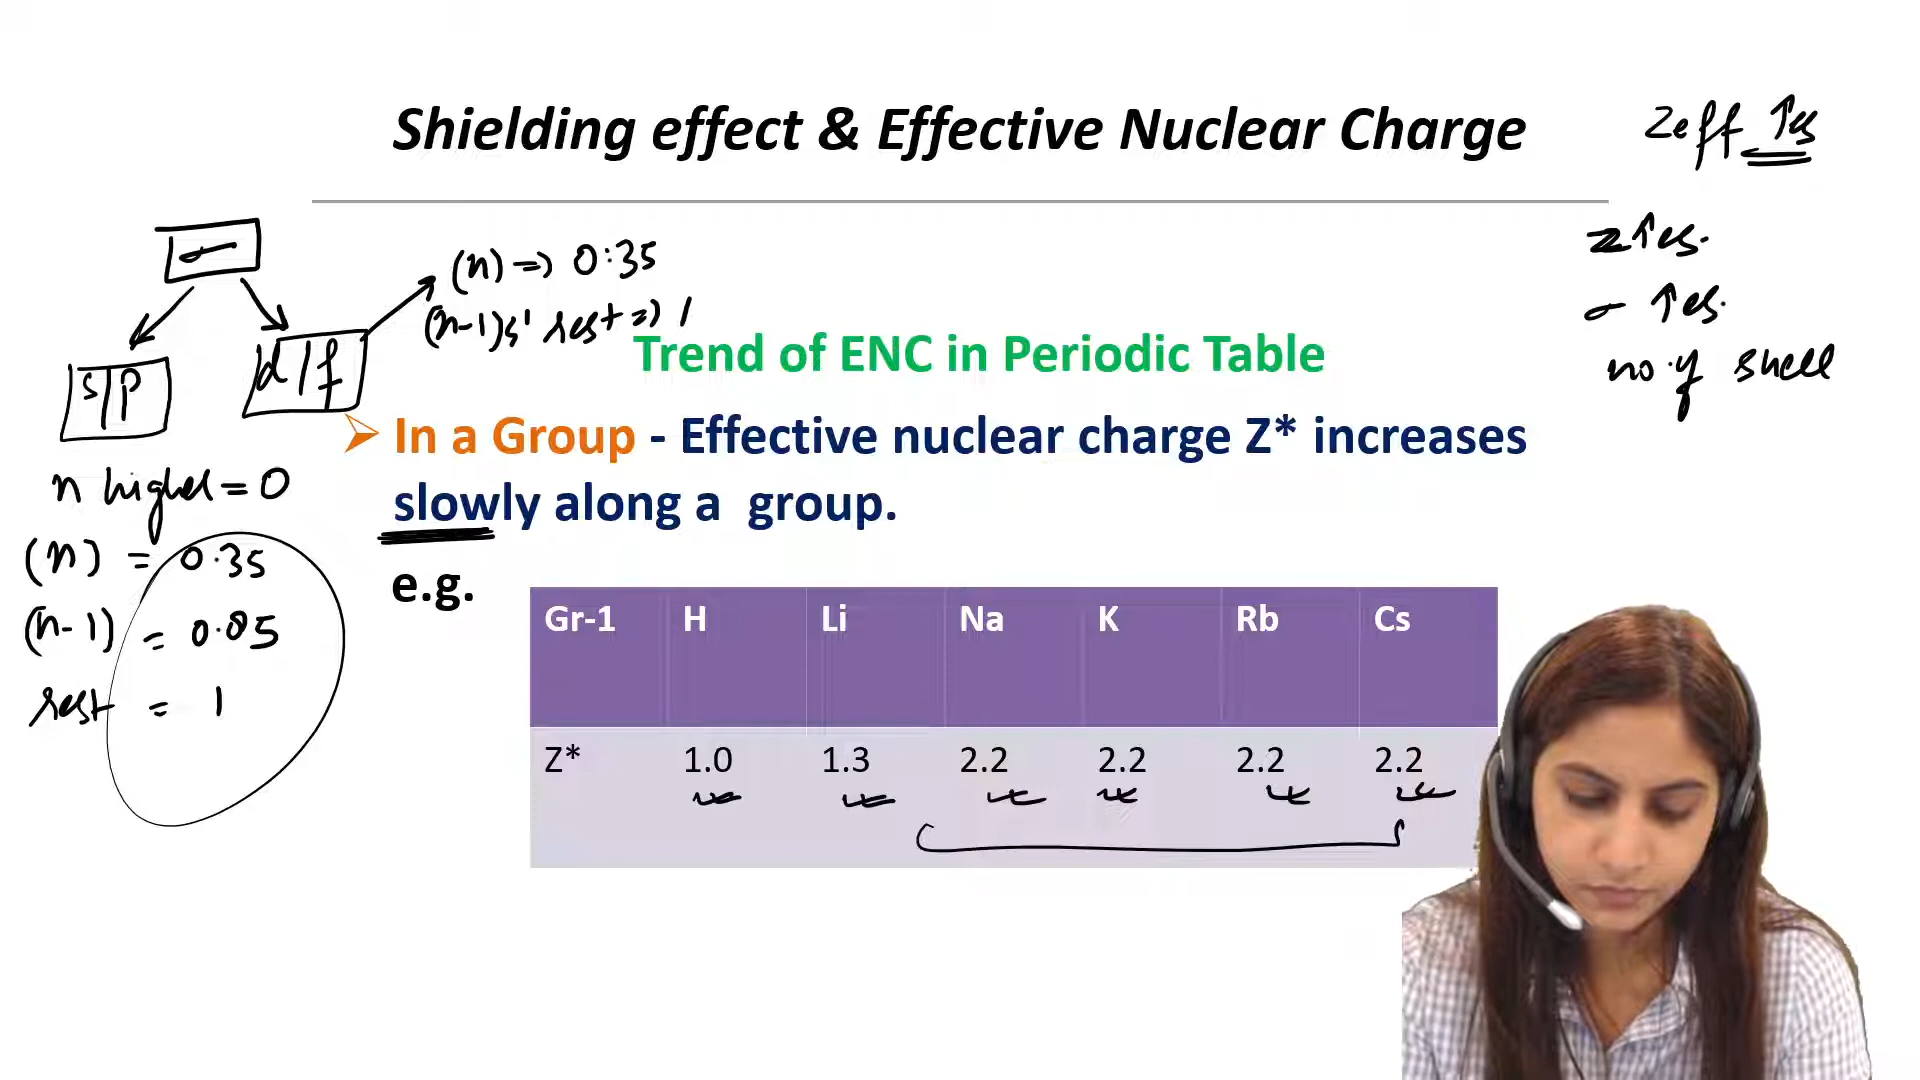 Shielding effect & Effective Nuclear Charge
Zeff ↑es
Z ↑es.
σ ↑es.
no. of shell
σ
(n) => 0.35
(n-1) & rest => 1
s|p
d|f
n higher = 0
(n) = 0.35
(n-1) = 0.85
rest = 1
Trend of ENC in Periodic Table
➢ In a Group - Effective nuclear charge Z* increases
slowly along a group.
e.g.
Gr-1 H Li Na K Rb Cs
Z* 1.0 1.3 2.2 2.2 2.2 2.2